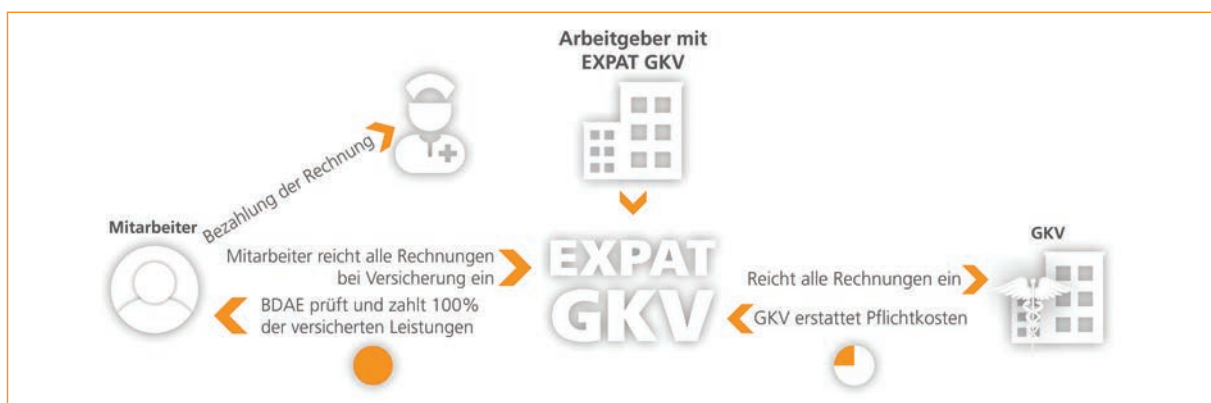 Arbeitgeber mit
EXPAT GKV
Bezahlung der Rechnung
Mitarbeiter
Mitarbeiter reicht alle Rechnungen
bei Versicherung ein
BDAE prüft und zahlt 100%
der versicherten Leistungen
EXPAT
GKV
GKV
Reicht alle Rechnungen ein
GKV erstattet Pflichtkosten